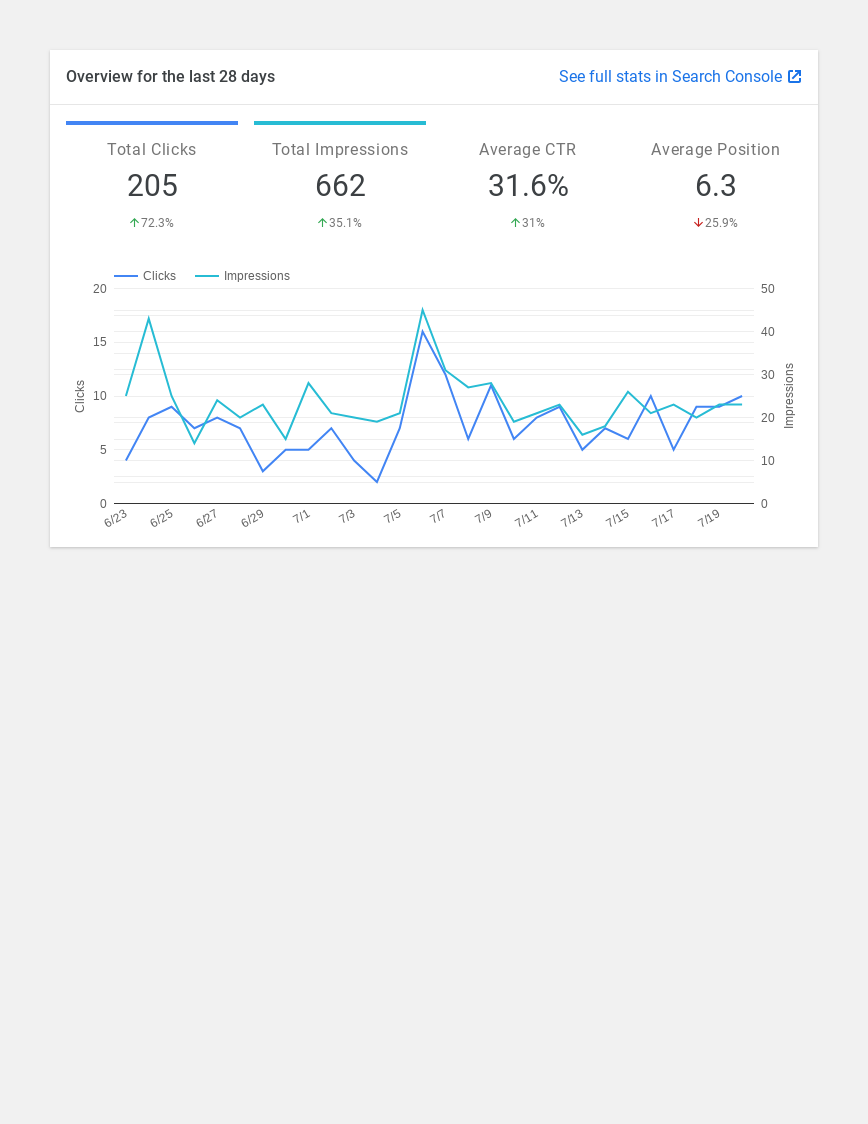 Overview for the last 28 days
See full stats in Search Console
Total Clicks
205
72.3%
Total Impressions
662
35.1%
Average CTR
31.6%
31%
Average Position
6.3
25.9%
Clicks Impressions
20
15
10
5
0
Clicks
50
40
30
20
10
0
Impressions
6/23 6/25 6/27 6/29 7/1 7/3 7/5 7/7 7/9 7/11 7/13 7/15 7/17 7/19